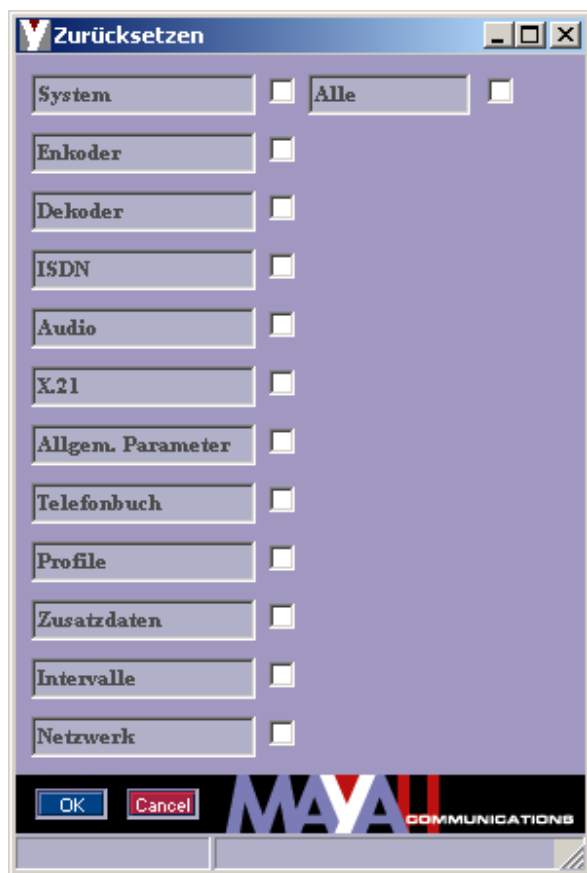 Zurücksetzen
System Alle
Enkoder
Dekoder
ISDN
Audio
X.21
Allgem. Parameter
Telefonbuch
Profile
Zusatzdaten
Intervalle
Netzwerk
OK Cancel MAYAH COMMUNICATIONS